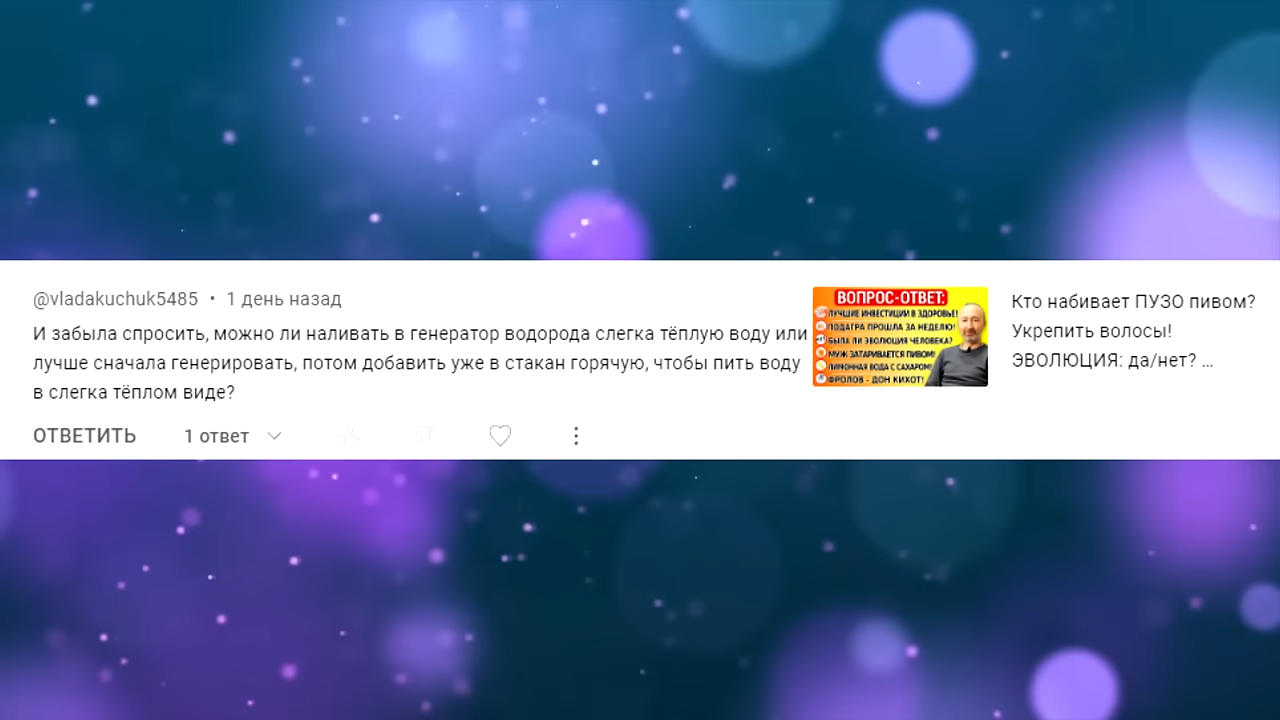 @vladakuchuk5485 • 1 день назад
И забыла спросить, можно ли наливать в генератор водорода слегка тёплую воду или
лучше сначала генерировать, потом добавить уже в стакан горячую, чтобы пить воду
в слегка тёплом виде?
ОТВЕТИТЬ 1 ответ
ВОПРОС-ОТВЕТ:
ЛУЧШИЕ ИНВЕСТИЦИИ В ЗДОРОВЬЕ!
ПОДАГРА ПРОШЛА ЗА НЕДЕЛЮ!
БЫЛА ЛИ ЭВОЛЮЦИЯ ЧЕЛОВЕКА?
МУЖ ЗАТАРИВАЕТСЯ ПИВОМ!
ЛИМОННАЯ ВОДА С САХАРОМ!
ФРОЛОВ - ДОН КИХОТ!
Кто набивает ПУЗО пивом?
Укрепить волосы!
ЭВОЛЮЦИЯ: да/нет? ...